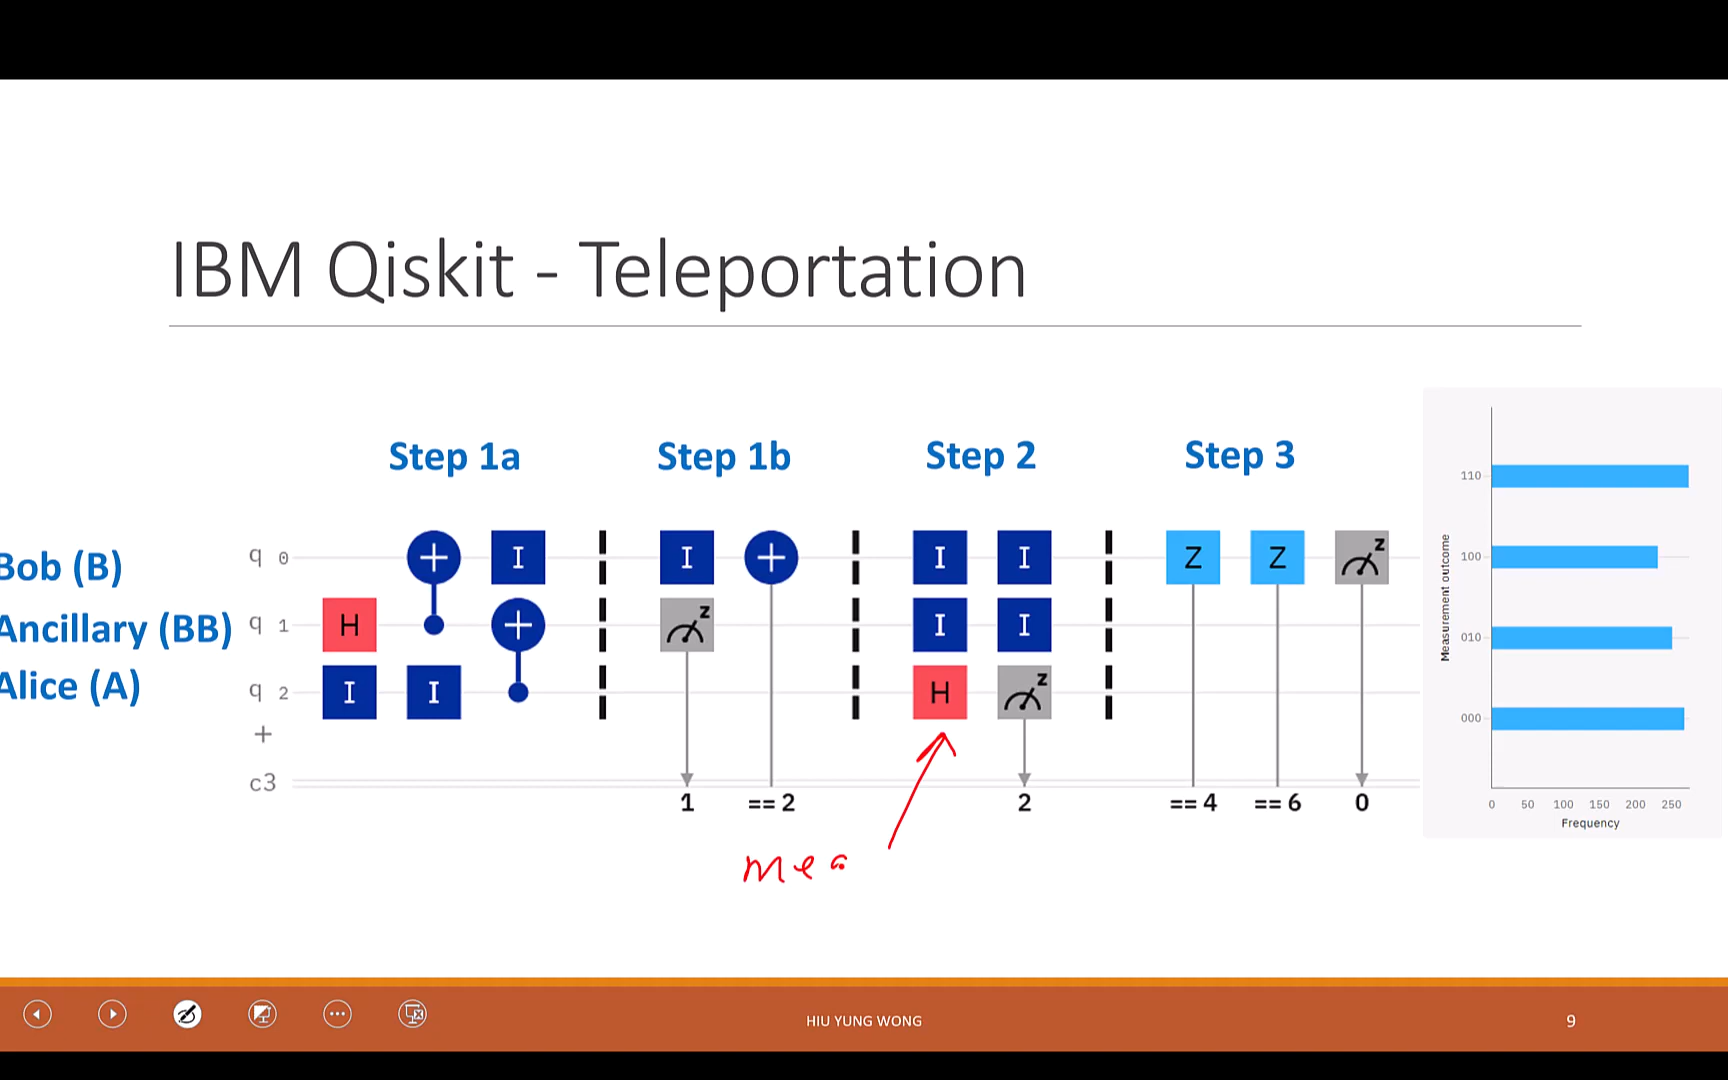 IBM Qiskit - Teleportation
Step 1a Step 1b Step 2 Step 3
Bob (B) q 0 I I I I Z Z z
Ancillary (BB) q 1 H z I I
Alice (A) q 2 I I H z
+
c3
1 == 2 2 == 4 == 6 0
Measurement outcome
110
100
010
000
0 50 100 150 200 250
Frequency
mea
HIU YUNG WONG 9